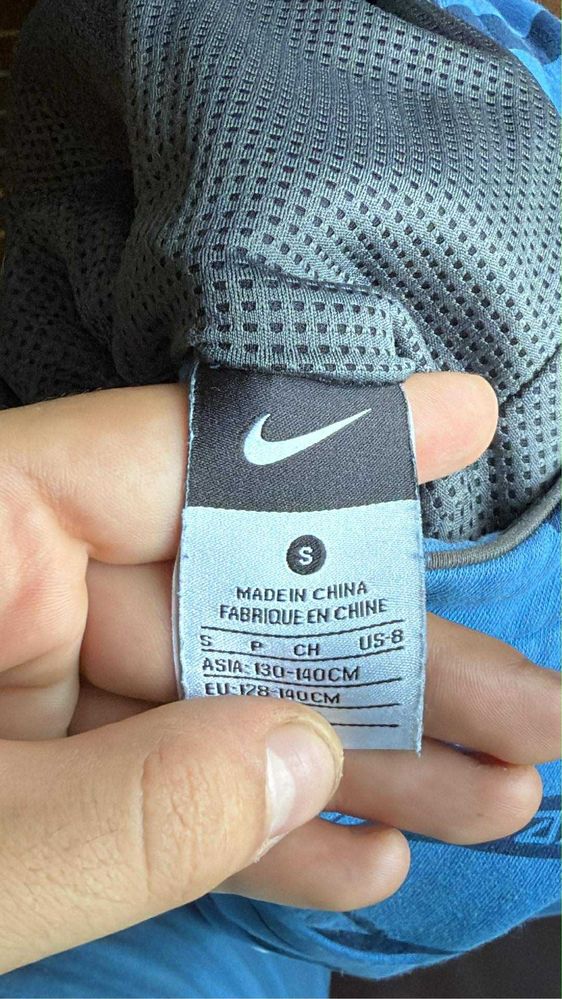 S
MADE IN CHINA
FABRIQUE EN CHINE
S P CH US-8
ASIA-130-140CM
EU-128-140CM